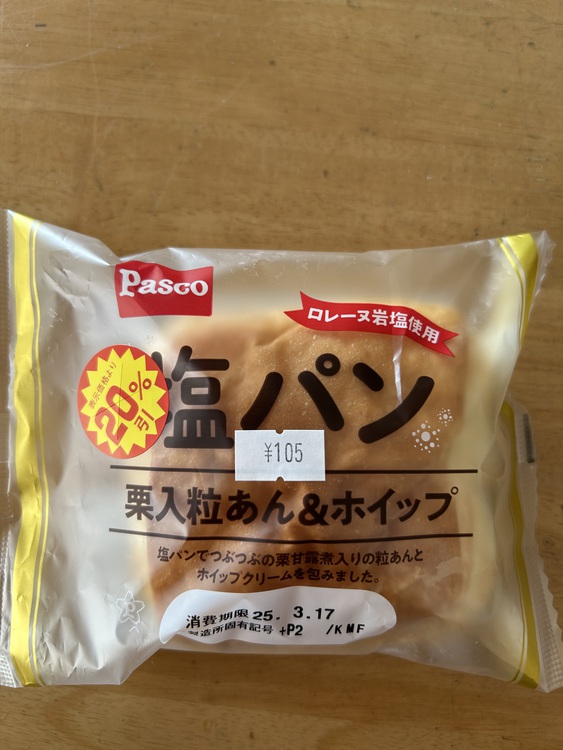 Pasco
ロレーヌ岩塩使用
表示価格より
20%
引
塩パン
¥105
栗入粒あん&ホイップ
塩パンでつぶつぶの栗甘露煮入りの粒あんと
ホイップクリームを包みました。
消費期限 25. 3.17
製造所固有記号 +P2 /KMF